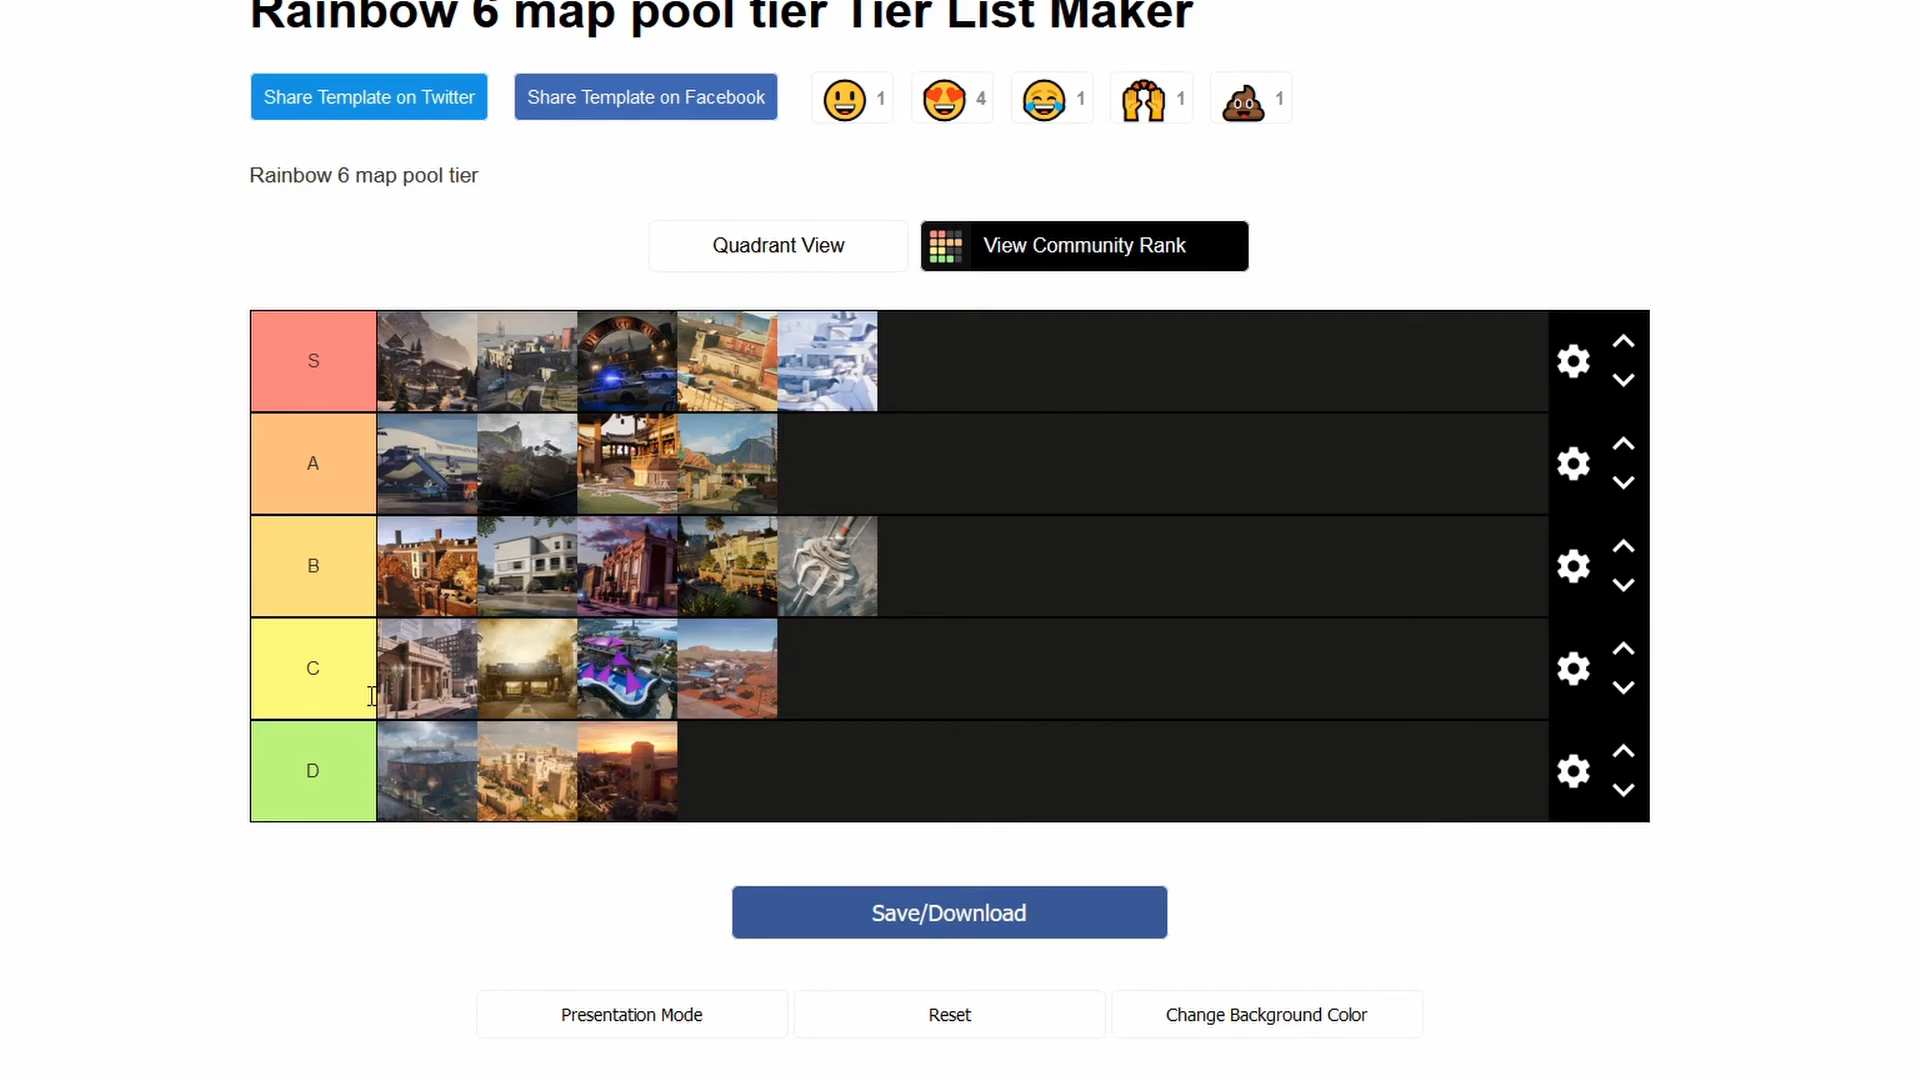 Rainbow 6 map pool tier Tier List Maker
Share Template on Twitter
Share Template on Facebook
1
4
1
1
1
Rainbow 6 map pool tier
Quadrant View
View Community Rank
S
A
B
C
D
Save/Download
Presentation Mode
Reset
Change Background Color